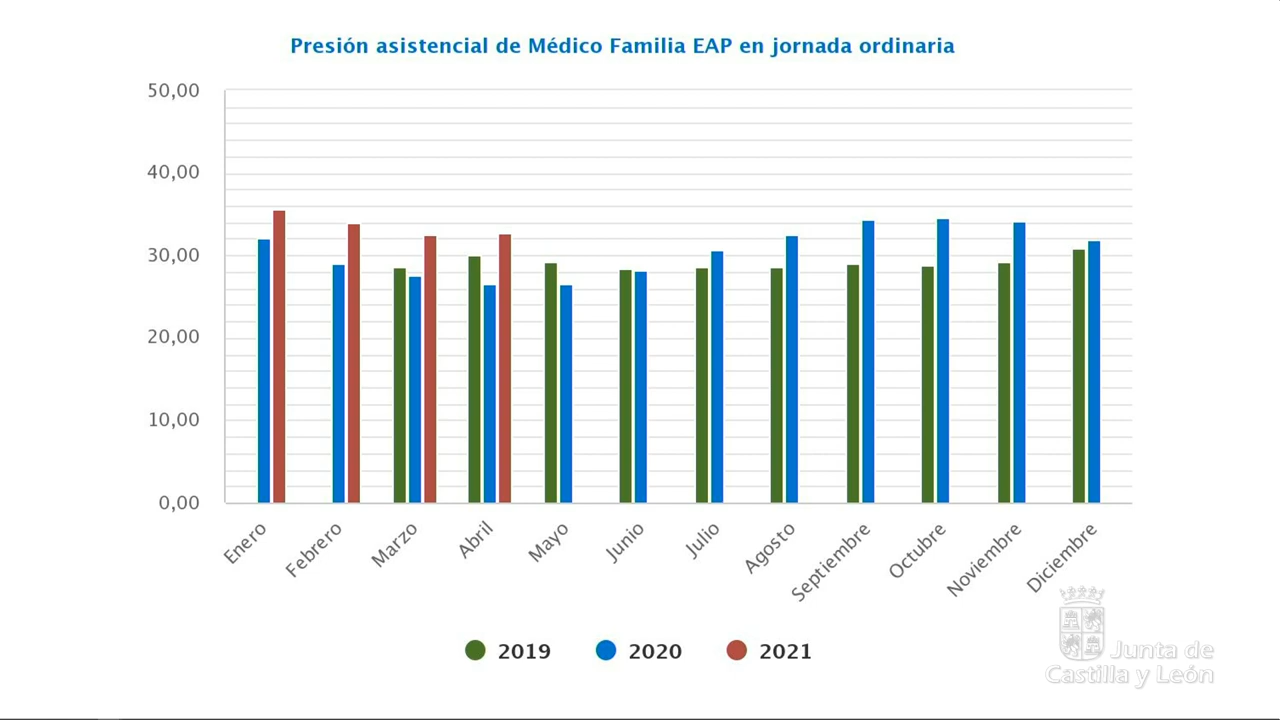 Presión asistencial de Médico Familia EAP en jornada ordinaria
50,00
40,00
30,00
20,00
10,00
0,00
Enero
Febrero
Marzo
Abril
Mayo
Junio
Julio
Agosto
Septiembre
Octubre
Noviembre
Diciembre
2019 2020 2021
Junta de
Castilla y León